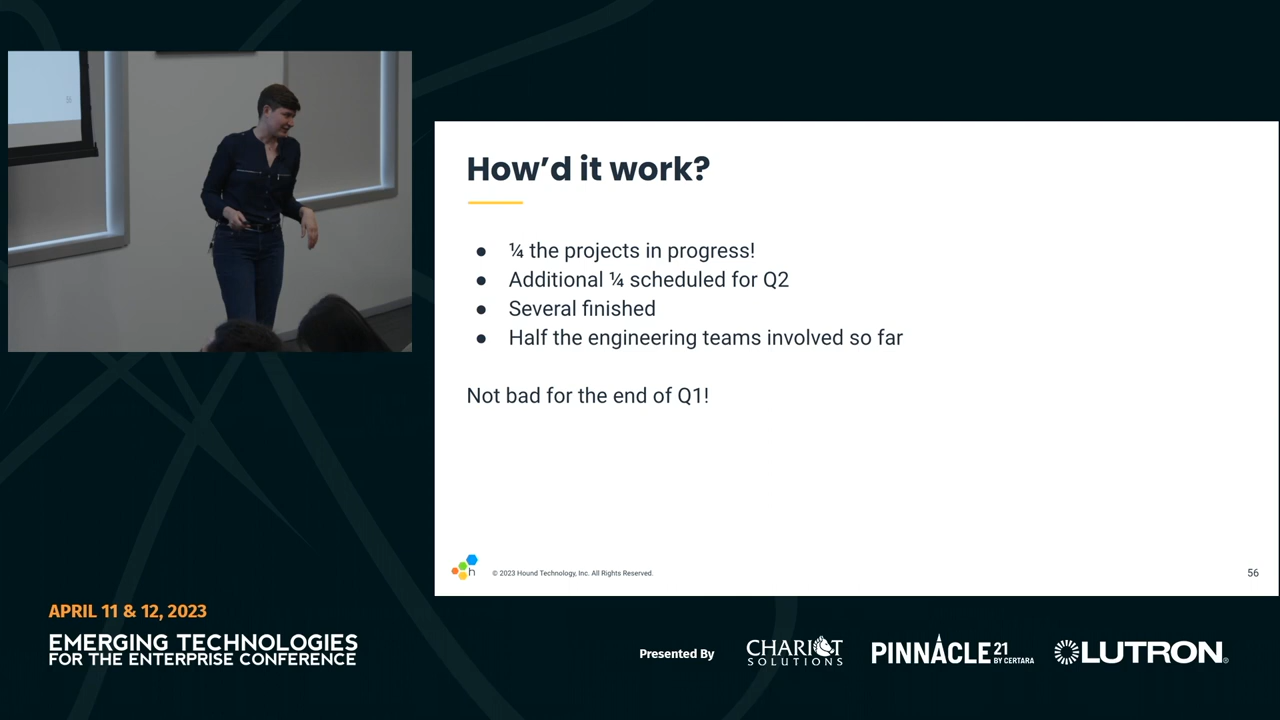 How'd it work?
● ¼ the projects in progress!
● Additional ¼ scheduled for Q2
● Several finished
● Half the engineering teams involved so far
Not bad for the end of Q1!
h
© 2023 Hound Technology, Inc. All Rights Reserved.
56
APRIL 11 & 12, 2023
EMERGING TECHNOLOGIES
FOR THE ENTERPRISE CONFERENCE
Presented By
CHARIOT
SOLUTIONS
PINNACLE 21
BY CERTARA
LUTRON®